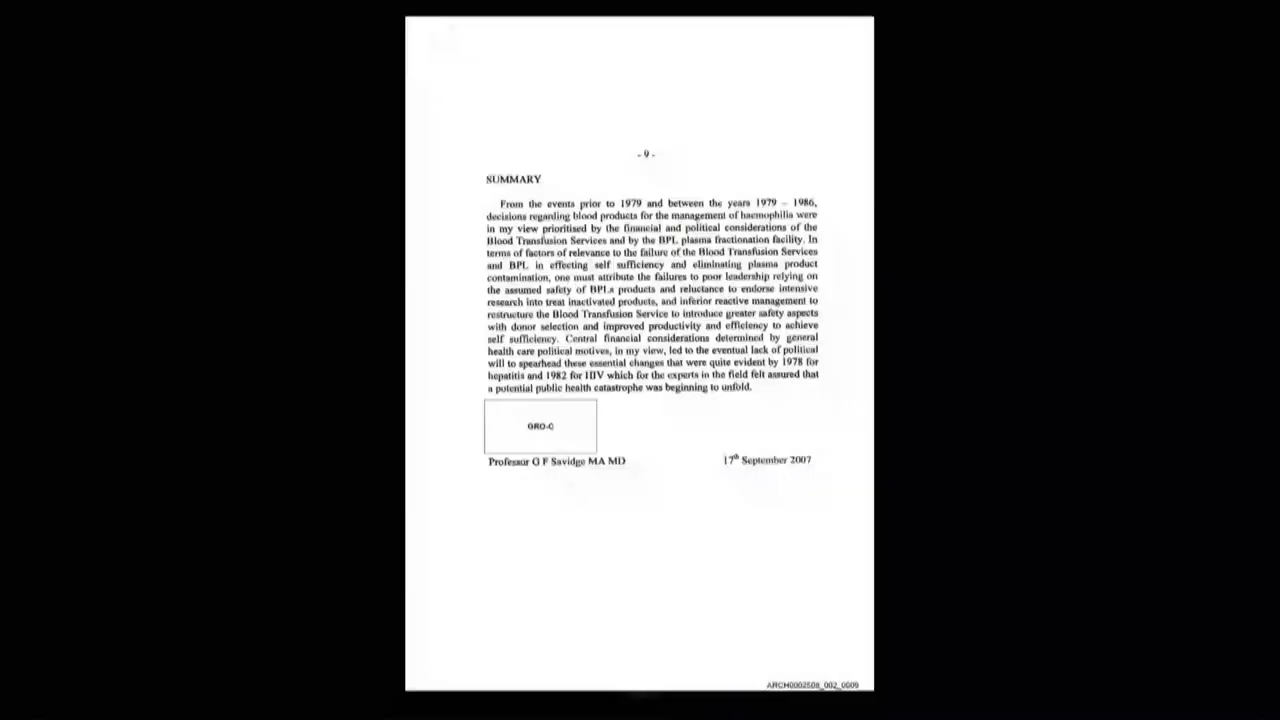 - 9 -
SUMMARY
From the events prior to 1979 and between the years 1979 – 1986,
decisions regarding blood products for the management of haemophilia were
in my view prioritised by the financial and political considerations of the
Blood Transfusion Services and by the BPL plasma fractionation facility. In
terms of factors of relevance to the failure of the Blood Transfusion Services
and BPL in effecting self sufficiency and eliminating plasma product
contamination, one must attribute the failures to poor leadership relying on
the assumed safety of BPLs products and reluctance to endorse intensive
research into treat inactivated products, and inferior reactive management to
restructure the Blood Transfusion Service to introduce greater safety aspects
with donor selection and improved productivity and efficiency to achieve
self sufficiency. Central financial considerations determined by general
health care political motives, in my view, led to the eventual lack of political
will to spearhead these essential changes that were quite evident by 1978 for
hepatitis and 1982 for HIV which for the experts in the field felt assured that
a potential public health catastrophe was beginning to unfold.
GRO-C
Professor G F Savidge MA MD 17th September 2007
ARCH0002508_002_0009